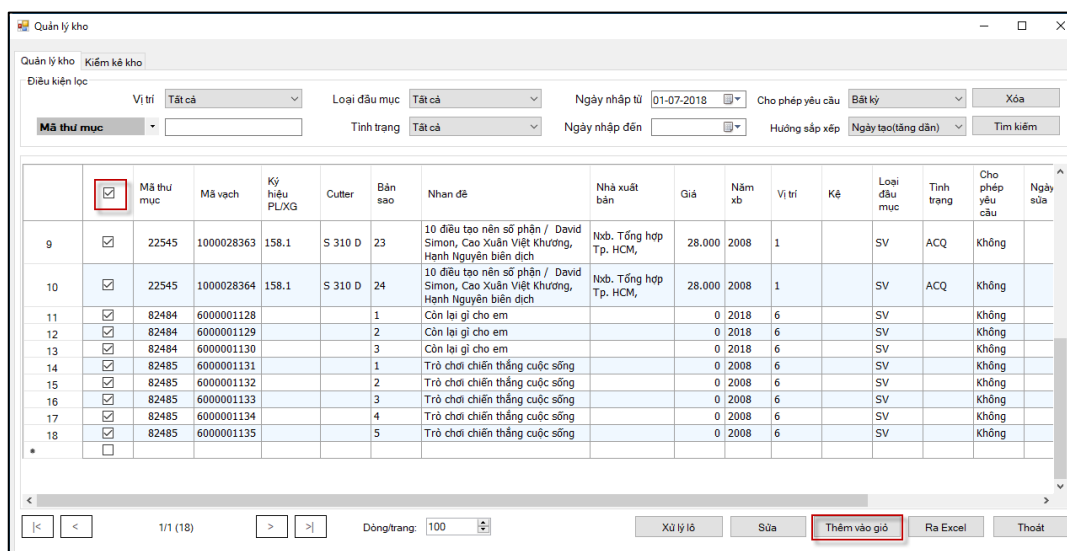 Quản lý kho
Quản lý kho Kiểm kê kho
Điều kiện lọc
Vị trí Tất cả Loại đầu mục Tất cả Ngày nhập từ 01-07-2018 Cho phép yêu cầu Bất kỳ Xóa
Mã thư mục Tình trạng Tất cả Ngày nhập đến Hướng sắp xếp Ngày tạo(tăng dần) Tìm kiếm
Mã thư mục Mã vạch Ký hiệu PL/XG Cutter Bản sao Nhan đề Nhà xuất bản Giá Năm xb Vị trí Kệ Loại đầu mục Tình trạng Cho phép yêu cầu Ngày sửa
9 22545 1000028363 158.1 S 310 D 23 10 điều tạo nên số phận / David Simon, Cao Xuân Việt Khương, Hạnh Nguyên biên dịch Nxb. Tổng hợp Tp. HCM, 28.000 2008 1 SV ACQ Không
10 22545 1000028364 158.1 S 310 D 24 10 điều tạo nên số phận / David Simon, Cao Xuân Việt Khương, Hạnh Nguyên biên dịch Nxb. Tổng hợp Tp. HCM, 28.000 2008 1 SV ACQ Không
11 82484 6000001128 1 Còn lại gì cho em 0 2018 6 SV Không
12 82484 6000001129 2 Còn lại gì cho em 0 2018 6 SV Không
13 82484 6000001130 3 Còn lại gì cho em 0 2018 6 SV Không
14 82485 6000001131 1 Trò chơi chiến thắng cuộc sống 0 2008 6 SV Không
15 82485 6000001132 2 Trò chơi chiến thắng cuộc sống 0 2008 6 SV Không
16 82485 6000001133 3 Trò chơi chiến thắng cuộc sống 0 2008 6 SV Không
17 82485 6000001134 4 Trò chơi chiến thắng cuộc sống 0 2008 6 SV Không
18 82485 6000001135 5 Trò chơi chiến thắng cuộc sống 0 2008 6 SV Không
*
|< < 1/1 (18) > >| Dòng/trang: 100 Xử lý lô Sửa Thêm vào giỏ Ra Excel Thoát